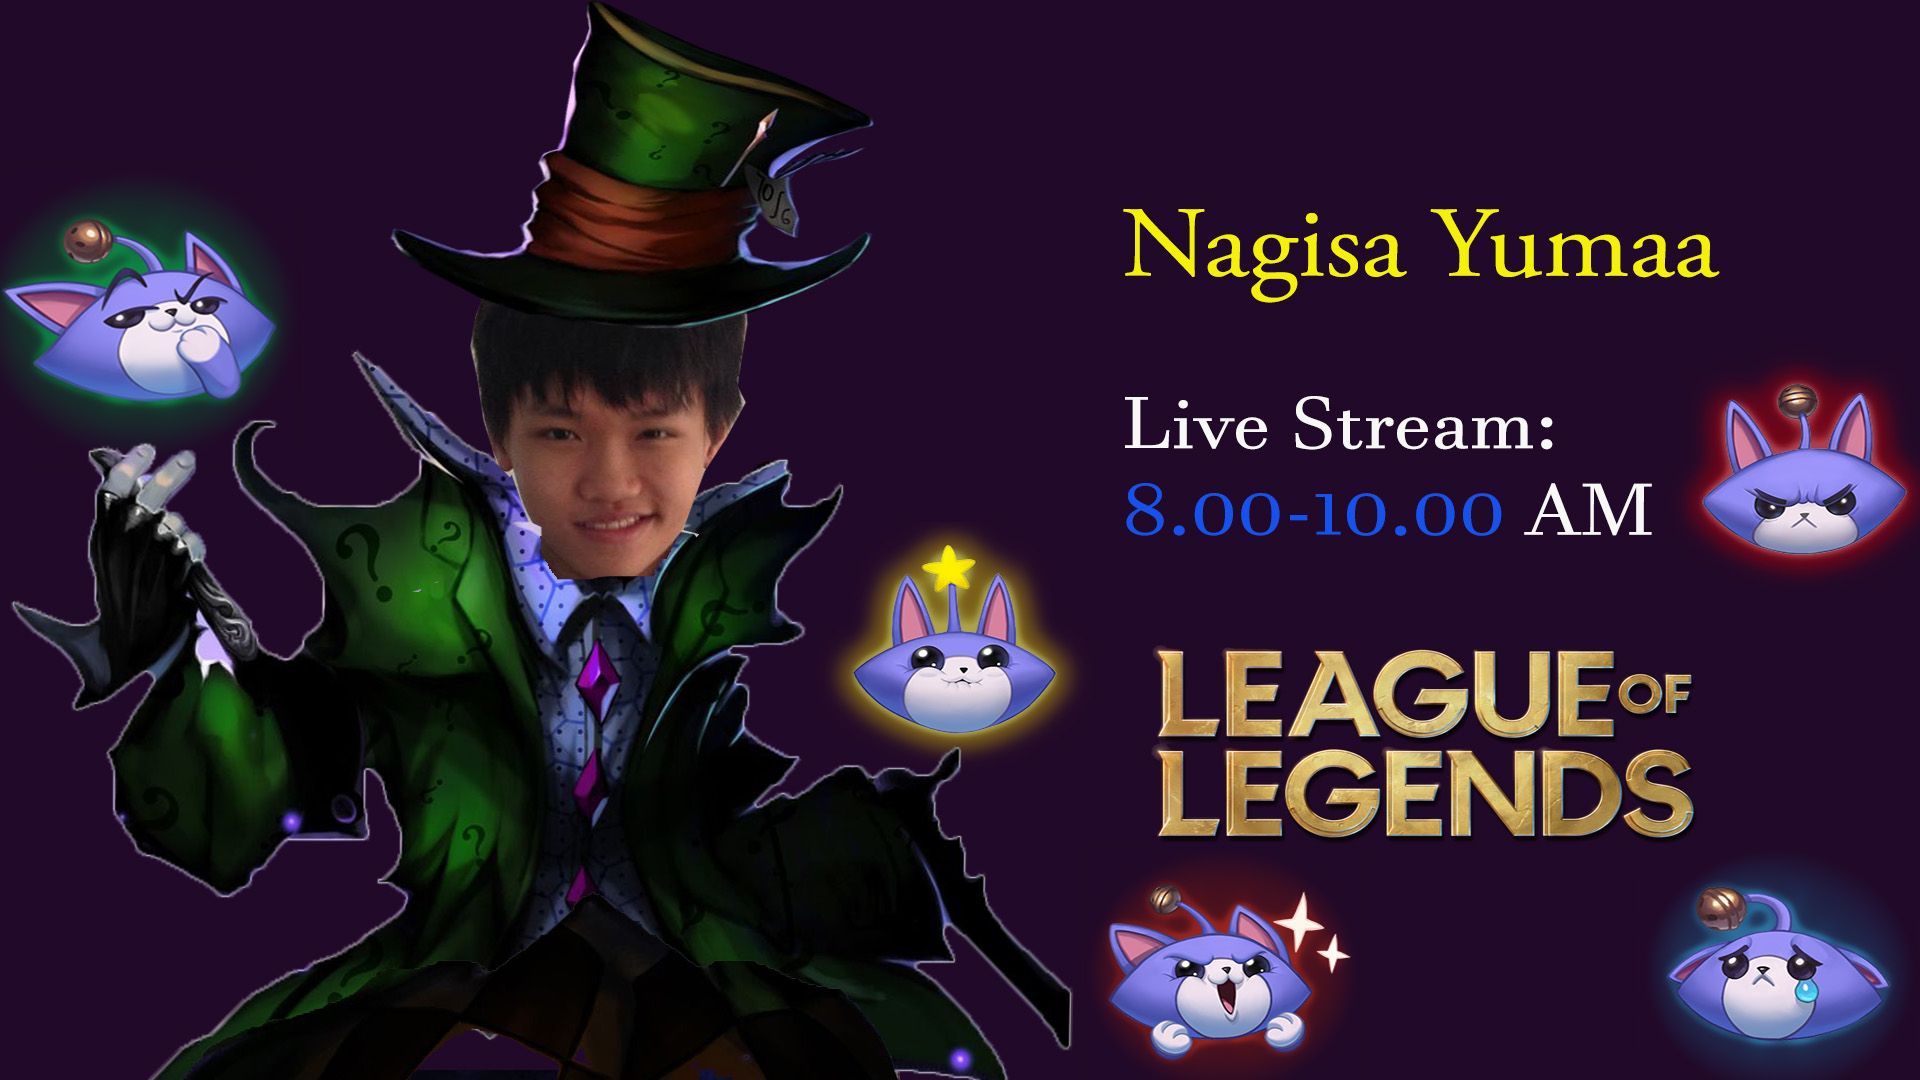 Nagisa Yumaa
Live Stream:
8.00-10.00 AM
LEAGUE OF
LEGENDS